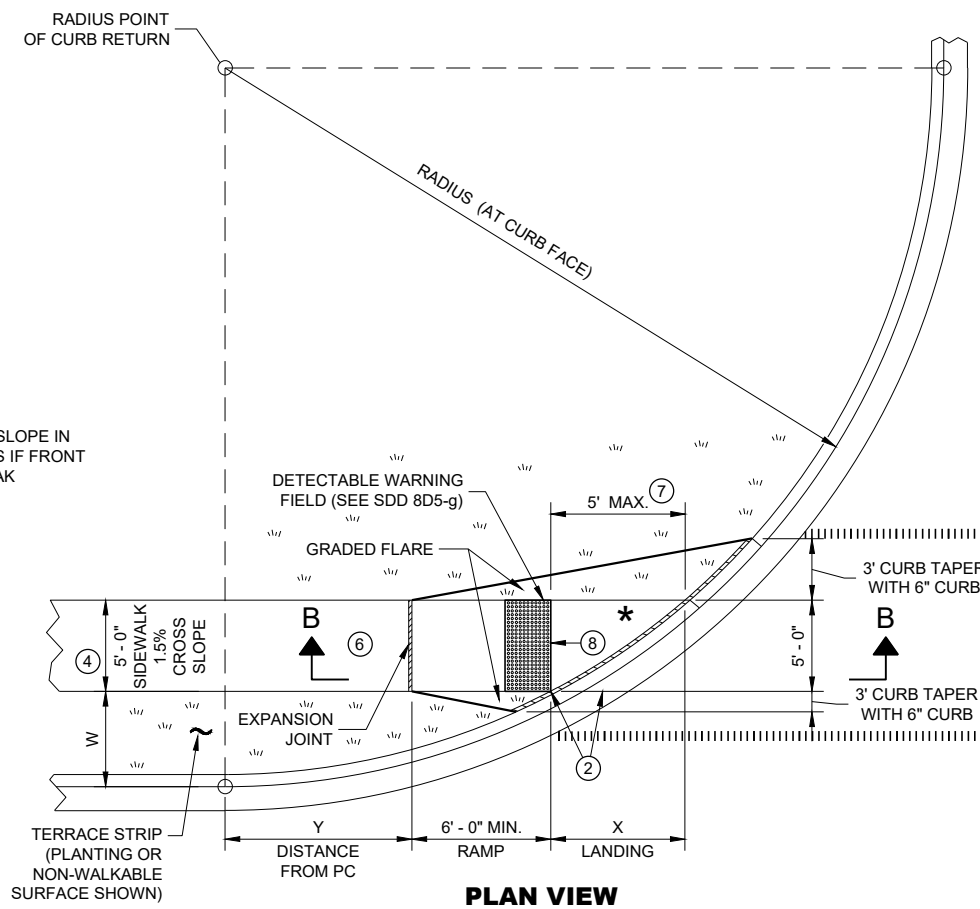 RADIUS POINT
OF CURB RETURN
RADIUS (AT CURB FACE)
SLOPE IN
S IF FRONT
AK
DETECTABLE WARNING
FIELD (SEE SDD 8D5-g)
5' MAX.
7
GRADED FLARE
3' CURB TAPER
WITH 6" CURB
4
5' - 0"
SIDEWALK
1.5%
CROSS
SLOPE
B
6
*
8
5' - 0"
B
W
EXPANSION
JOINT
3' CURB TAPER
WITH 6" CURB
2
TERRACE STRIP
(PLANTING OR
NON-WALKABLE
SURFACE SHOWN)
Y
DISTANCE
FROM PC
6' - 0" MIN.
RAMP
X
LANDING
PLAN VIEW